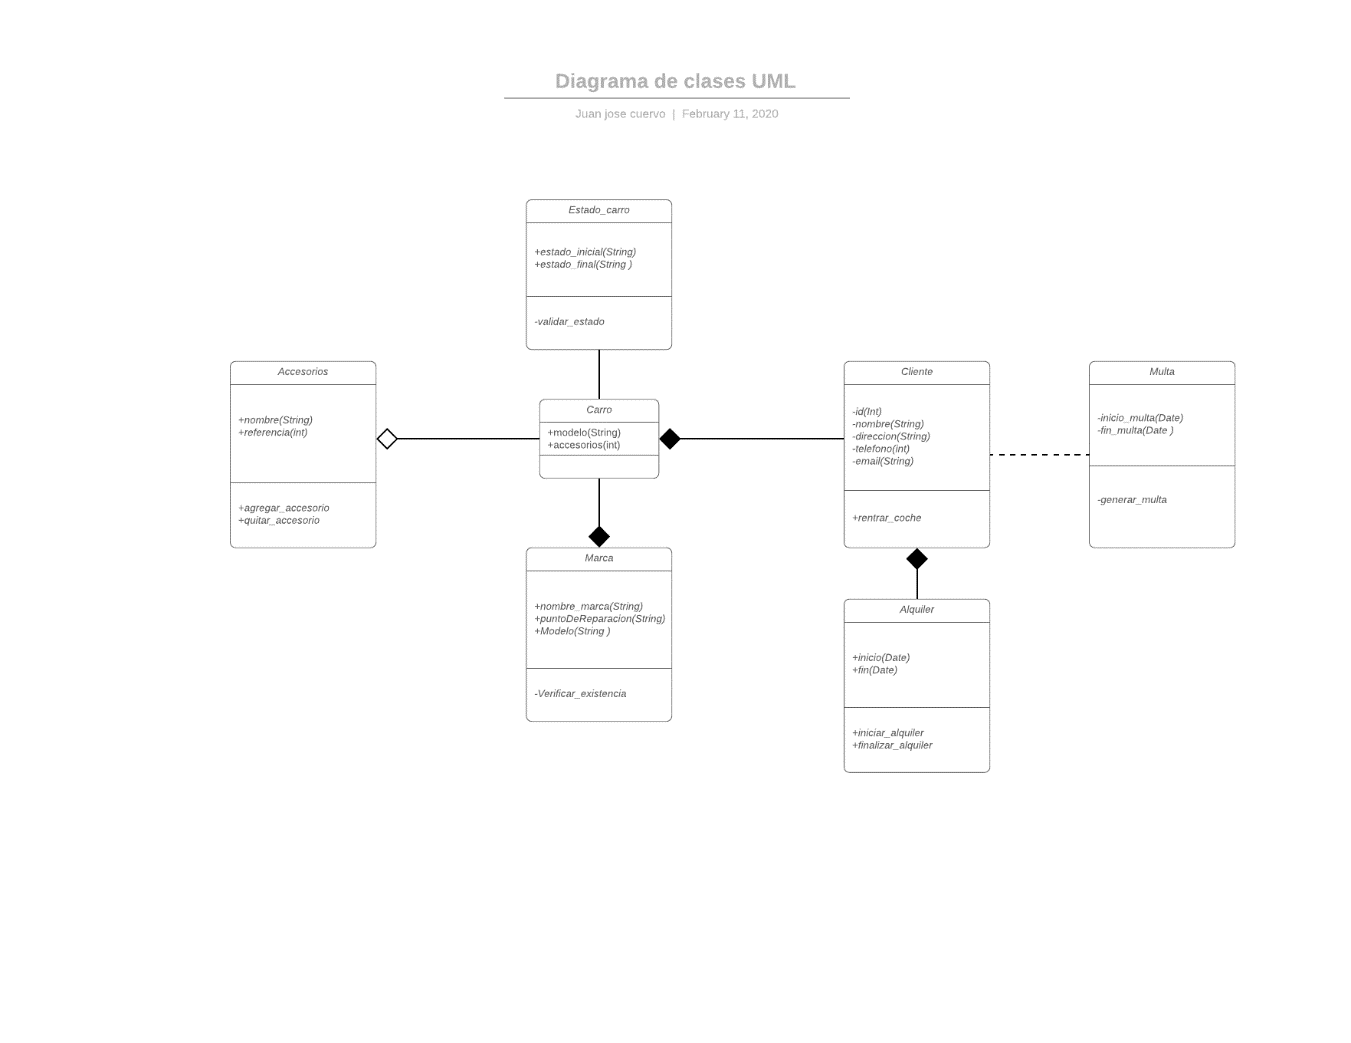 Diagrama de clases UML
Juan jose cuervo | February 11, 2020
Estado_carro
+estado_inicial(String)
+estado_final(String )
-validar_estado
Accesorios
+nombre(String)
+referencia(int)
+agregar_accesorio
+quitar_accesorio
Carro
+modelo(String)
+accesorios(int)
Cliente
-id(Int)
-nombre(String)
-direccion(String)
-telefono(int)
-email(String)
+rentrar_coche
Multa
-inicio_multa(Date)
-fin_multa(Date )
-generar_multa
Marca
+nombre_marca(String)
+puntoDeReparacion(String)
+Modelo(String )
-Verificar_existencia
Alquiler
+inicio(Date)
+fin(Date)
+iniciar_alquiler
+finalizar_alquiler